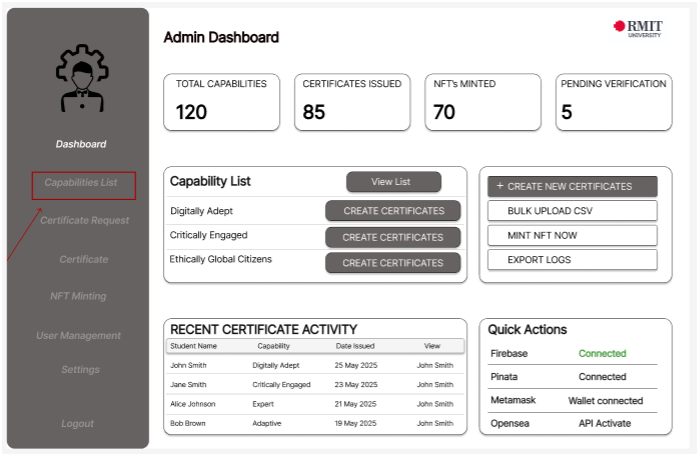 Admin Dashboard
RMIT
UNIVERSITY
Dashboard
Capabilities List
Certificate Request
Certificate
NFT Minting
User Management
Settings
Logout
TOTAL CAPABILITIES
120
CERTIFICATES ISSUED
85
NFT's MINTED
70
PENDING VERIFICATION
5
Capability List
View List
Digitally Adept
CREATE CERTIFICATES
Critically Engaged
CREATE CERTIFICATES
Ethically Global Citizens
CREATE CERTIFICATES
+ CREATE NEW CERTIFICATES
BULK UPLOAD CSV
MINT NFT NOW
EXPORT LOGS
RECENT CERTIFICATE ACTIVITY
Student Name Capability Date Issued View
John Smith Digitally Adept 25 May 2025 John Smith
Jane Smith Critically Engaged 23 May 2025 John Smith
Alice Johnson Expert 21 May 2025 John Smith
Bob Brown Adaptive 19 May 2025 John Smith
Quick Actions
Firebase Connected
Pinata Connected
Metamask Wallet connected
Opensea API Activate